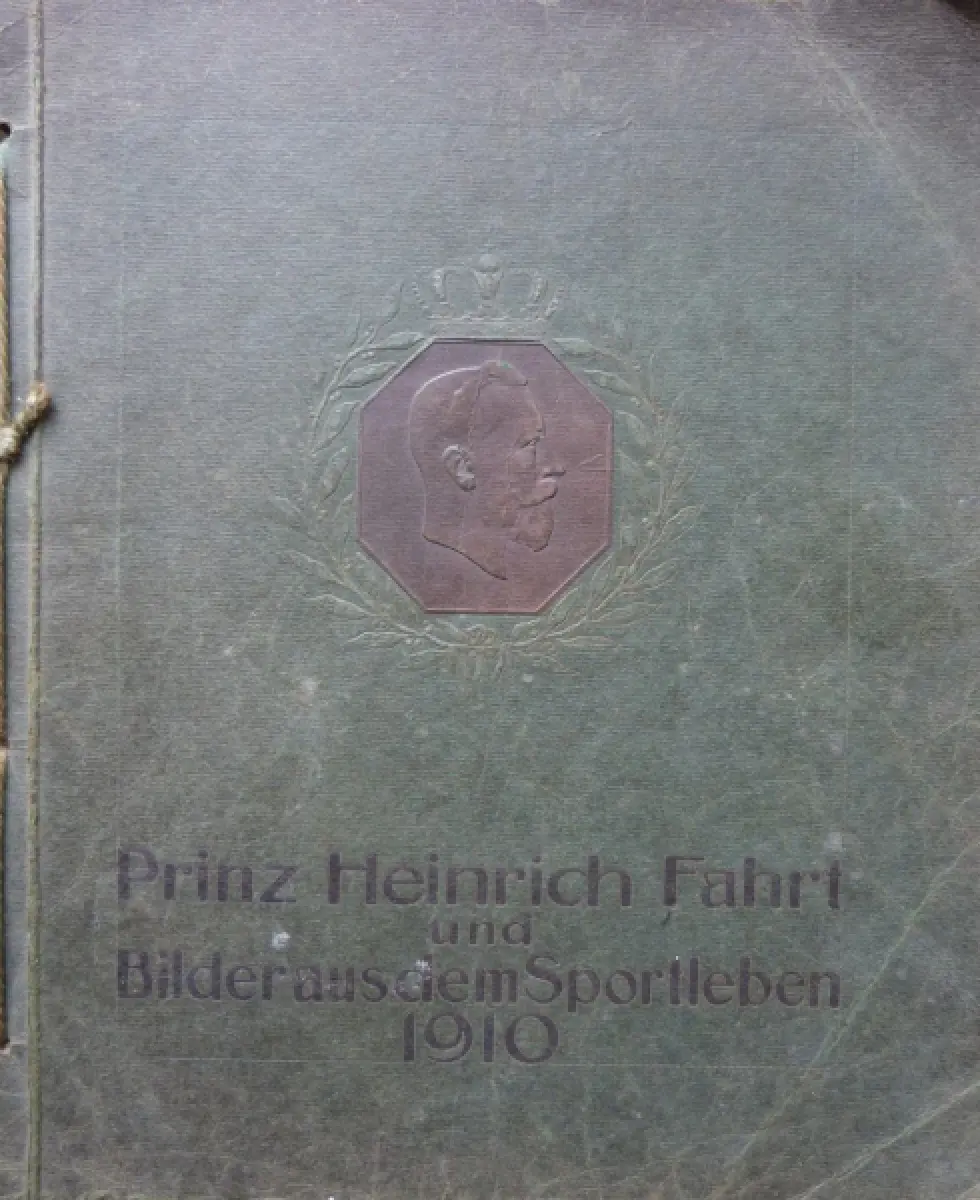 Prinz Heinrich Fahrt
und
Bilder aus dem Sportleben
1910